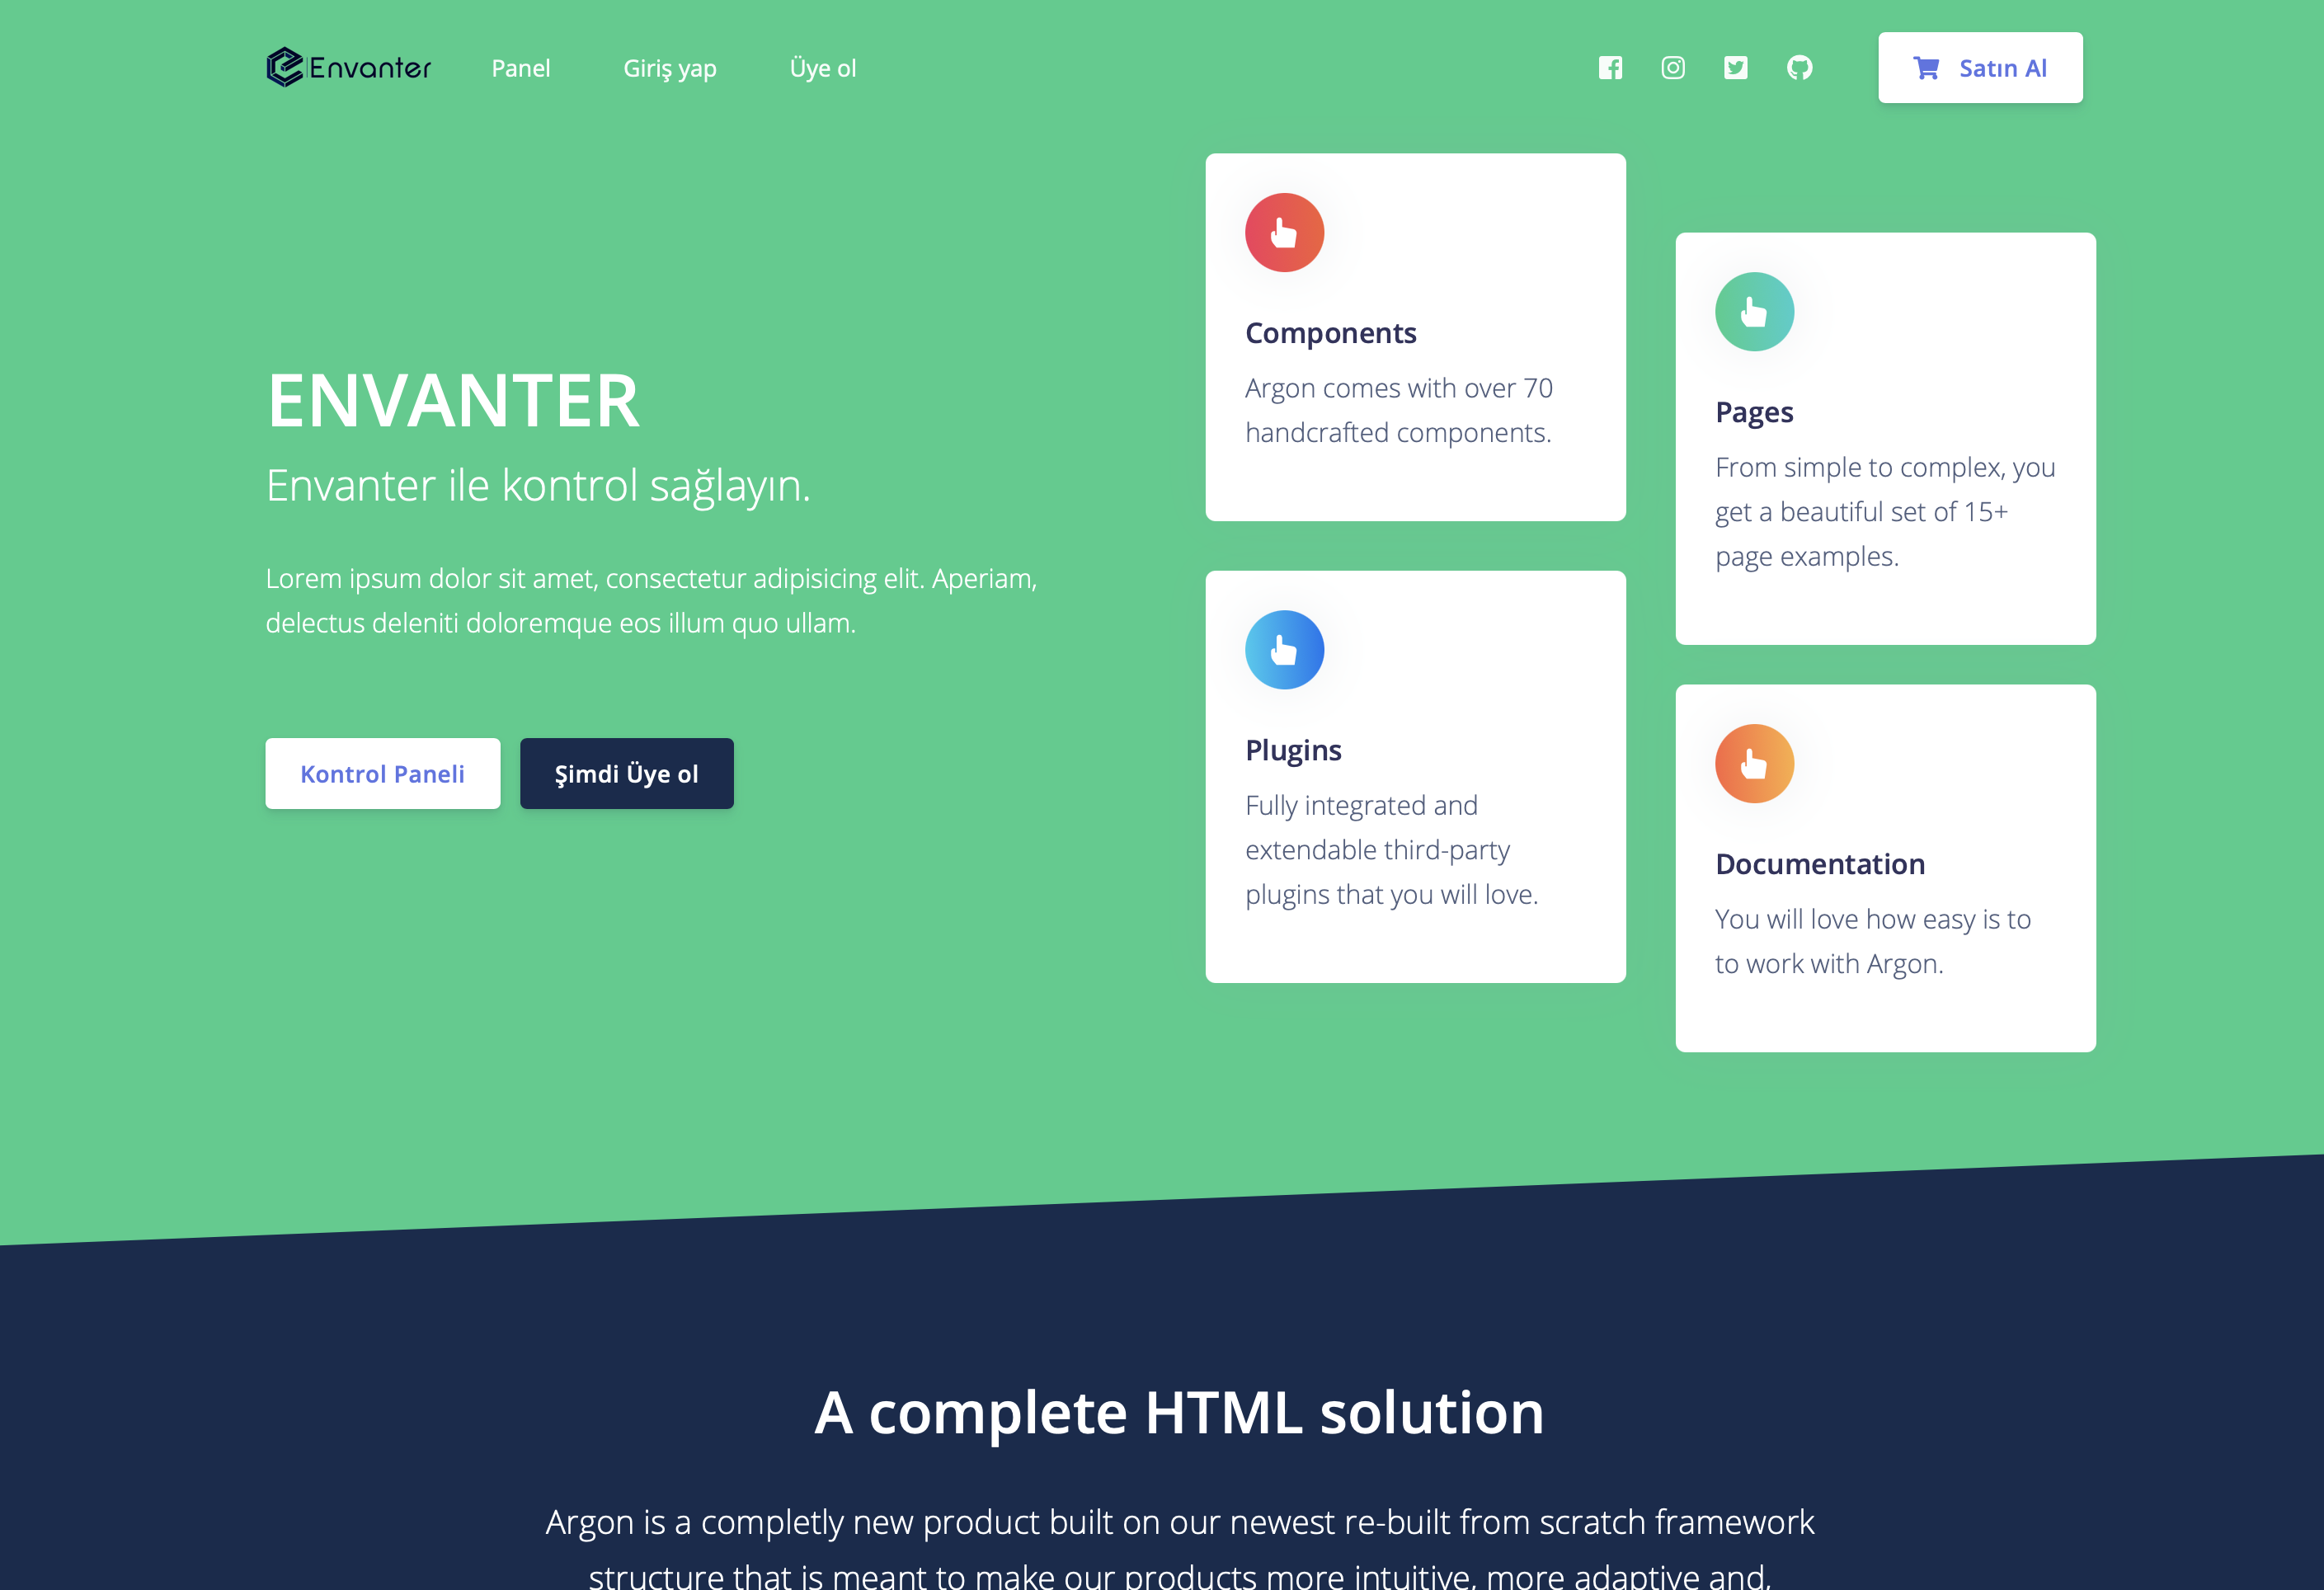 Envanter
Panel
Giriş yap
Üye ol
Satın Al
ENVANTER
Envanter ile kontrol sağlayın.
Lorem ipsum dolor sit amet, consectetur adipisicing elit. Aperiam,
delectus deleniti doloremque eos illum quo ullam.
Kontrol Paneli
Şimdi Üye ol
Components
Argon comes with over 70
handcrafted components.
Plugins
Fully integrated and
extendable third-party
plugins that you will love.
Pages
From simple to complex, you
get a beautiful set of 15+
page examples.
Documentation
You will love how easy is to
to work with Argon.
A complete HTML solution
Argon is a completly new product built on our newest re-built from scratch framework
structure that is meant to make our products more intuitive, more adaptive and,